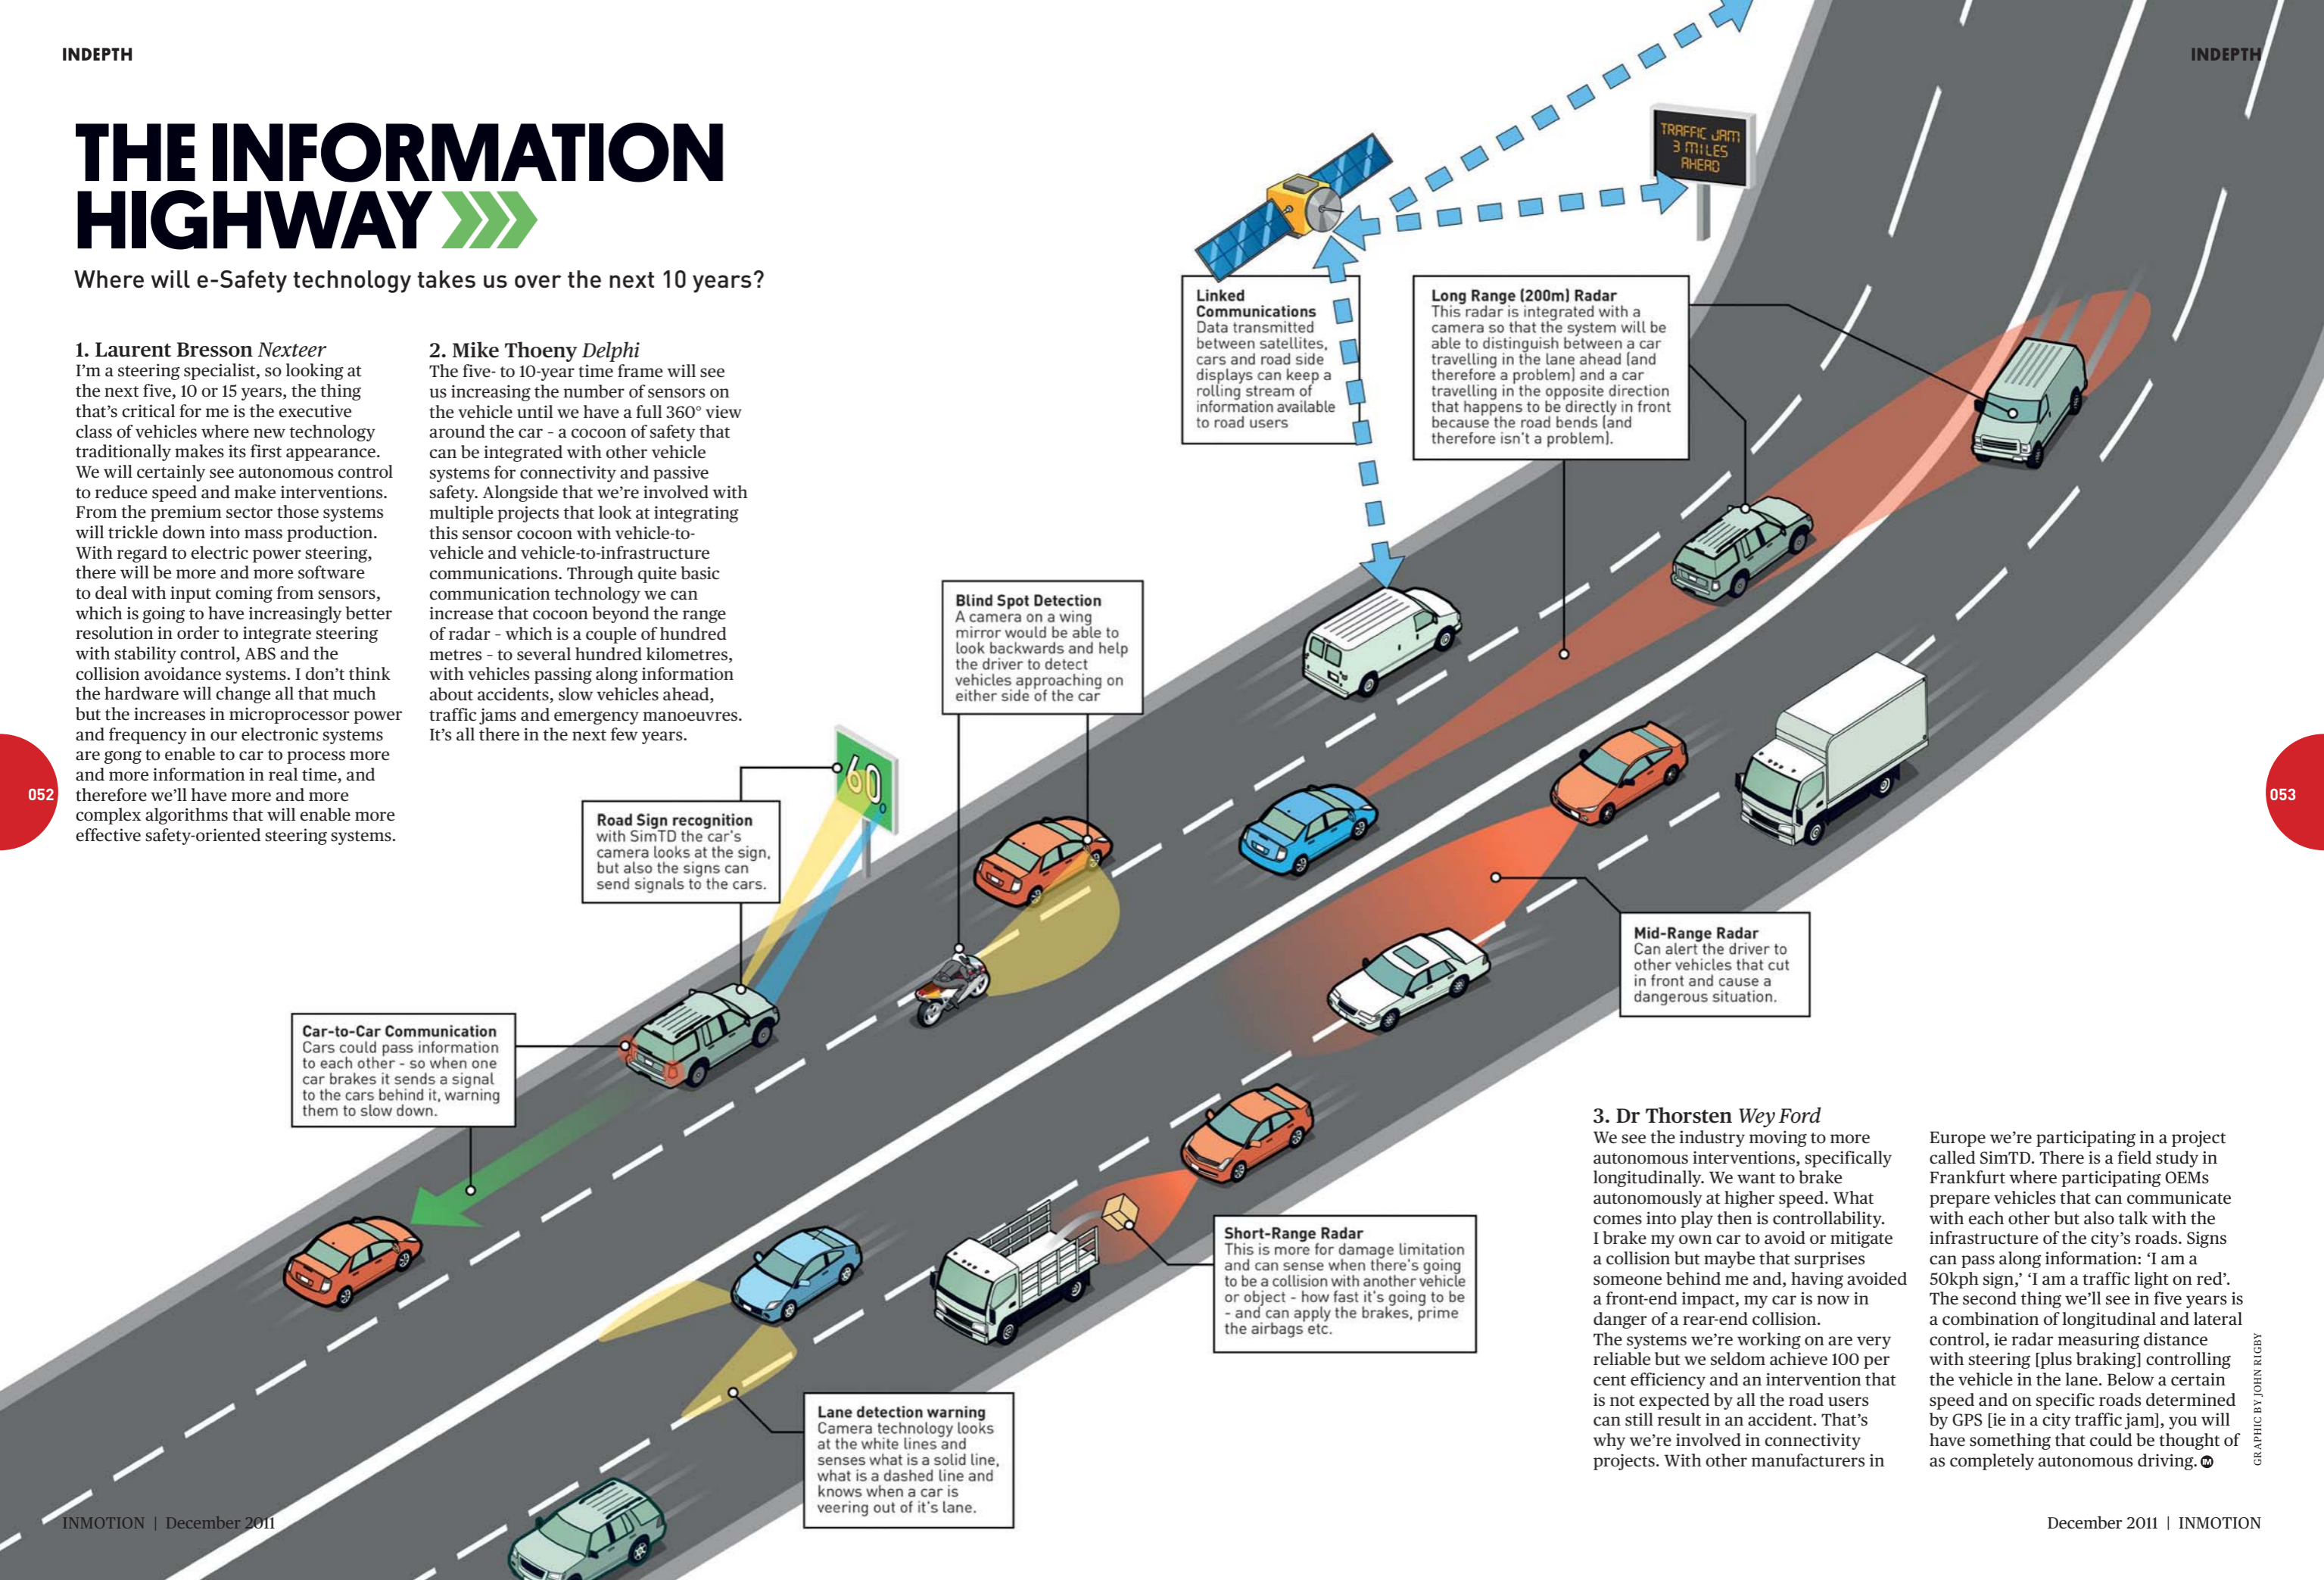 INDEPTH
INDEPTH
THE INFORMATION
HIGHWAY
Where will e-Safety technology takes us over the next 10 years?
1. Laurent Bresson Nexteer
I'm a steering specialist, so looking at
the next five, 10 or 15 years, the thing
that's critical for me is the executive
class of vehicles where new technology
traditionally makes its first appearance.
We will certainly see autonomous control
to reduce speed and make interventions.
From the premium sector those systems
will trickle down into mass production.
With regard to electric power steering,
there will be more and more software
to deal with input coming from sensors,
which is going to have increasingly better
resolution in order to integrate steering
with stability control, ABS and the
collision avoidance systems. I don't think
the hardware will change all that much
but the increases in microprocessor power
and frequency in our electronic systems
are gong to enable to car to process more
and more information in real time, and
therefore we'll have more and more
complex algorithms that will enable more
effective safety-oriented steering systems.
2. Mike Thoeny Delphi
The five- to 10-year time frame will see
us increasing the number of sensors on
the vehicle until we have a full 360° view
around the car – a cocoon of safety that
can be integrated with other vehicle
systems for connectivity and passive
safety. Alongside that we're involved with
multiple projects that look at integrating
this sensor cocoon with vehicle-to-
vehicle and vehicle-to-infrastructure
communications. Through quite basic
communication technology we can
increase that cocoon beyond the range
of radar – which is a couple of hundred
metres – to several hundred kilometres,
with vehicles passing along information
about accidents, slow vehicles ahead,
traffic jams and emergency manoeuvres.
It's all there in the next few years.
TRAFFIC JAM
3 MILES
AHEAD
Linked
Communications
Data transmitted
between satellites,
cars and road side
displays can keep a
rolling stream of
information available
to road users
Long Range (200m) Radar
This radar is integrated with a
camera so that the system will be
able to distinguish between a car
travelling in the lane ahead (and
therefore a problem) and a car
travelling in the opposite direction
that happens to be directly in front
because the road bends (and
therefore isn't a problem).
Blind Spot Detection
A camera on a wing
mirror would be able to
look backwards and help
the driver to detect
vehicles approaching on
either side of the car
60
Road Sign recognition
with SimTD the car's
camera looks at the sign,
but also the signs can
send signals to the cars.
052
053
Mid-Range Radar
Can alert the driver to
other vehicles that cut
in front and cause a
dangerous situation.
Car-to-Car Communication
Cars could pass information
to each other - so when one
car brakes it sends a signal
to the cars behind it, warning
them to slow down.
Short-Range Radar
This is more for damage limitation
and can sense when there's going
to be a collision with another vehicle
or object - how fast it's going to be
- and can apply the brakes, prime
the airbags etc.
Lane detection warning
Camera technology looks
at the white lines and
senses what is a solid line,
what is a dashed line and
knows when a car is
veering out of it's lane.
3. Dr Thorsten Wey Ford
We see the industry moving to more
autonomous interventions, specifically
longitudinally. We want to brake
autonomously at higher speed. What
comes into play then is controllability.
I brake my own car to avoid or mitigate
a collision but maybe that surprises
someone behind me and, having avoided
a front-end impact, my car is now in
danger of a rear-end collision.
The systems we're working on are very
reliable but we seldom achieve 100 per
cent efficiency and an intervention that
is not expected by all the road users
can still result in an accident. That's
why we're involved in connectivity
projects. With other manufacturers in
Europe we're participating in a project
called SimTD. There is a field study in
Frankfurt where participating OEMs
prepare vehicles that can communicate
with each other but also talk with the
infrastructure of the city's roads. Signs
can pass along information: 'I am a
50kph sign,' 'I am a traffic light on red'.
The second thing we'll see in five years is
a combination of longitudinal and lateral
control, ie radar measuring distance
with steering [plus braking] controlling
the vehicle in the lane. Below a certain
speed and on specific roads determined
by GPS [ie in a city traffic jam], you will
have something that could be thought of
as completely autonomous driving. IM
GRAPHIC BY JOHN RIGBY
INMOTION | December 2011
December 2011 | INMOTION